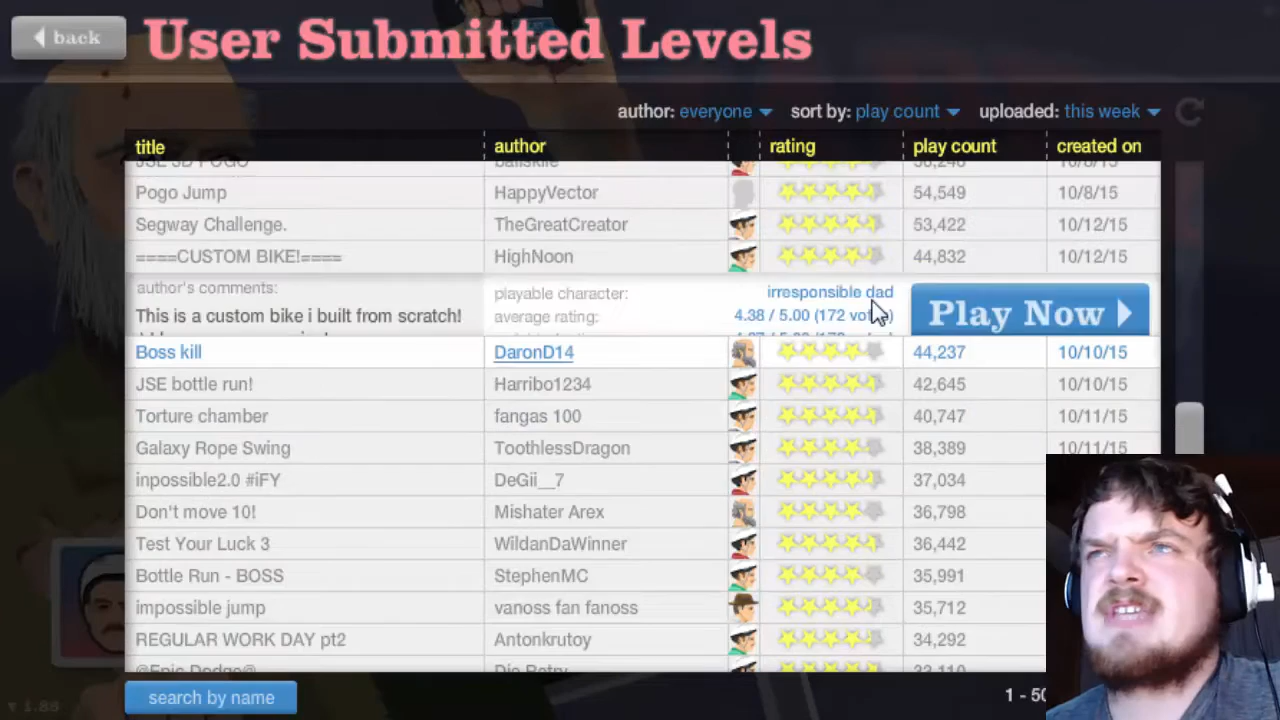 back
User Submitted Levels
author: everyone sort by: play count uploaded: this week
title author rating play count created on
Pogo Jump HappyVector 54,549 10/8/15
Segway Challenge. TheGreatCreator 53,422 10/12/15
====CUSTOM BIKE!==== HighNoon 44,832 10/12/15
author's comments: playable character: irresponsible dad
This is a custom bike i built from scratch! average rating: 4.38 / 5.00 (172
Play Now
Boss kill DaronD14 44,237 10/10/15
JSE bottle run! Harribo1234 42,645 10/10/15
Torture chamber fangas 100 40,747 10/11/15
Galaxy Rope Swing ToothlessDragon 38,389 10/11/15
inpossible2.0 #iFY DeGii__7 37,034
Don't move 10! Mishater Arex 36,798
Test Your Luck 3 WildanDaWinner 36,442
Bottle Run - BOSS StephenMC 35,991
impossible jump vanoss fan fanoss 35,712
REGULAR WORK DAY pt2 Antonkrutoy 34,292
search by name 1 - 50